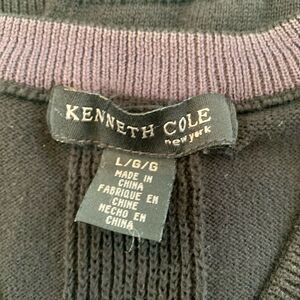 KENNETH COLE
new york
L/G/G
MADE IN
CHINA
FABRIQUE EN
CHINE
HECHO EN
CHINA